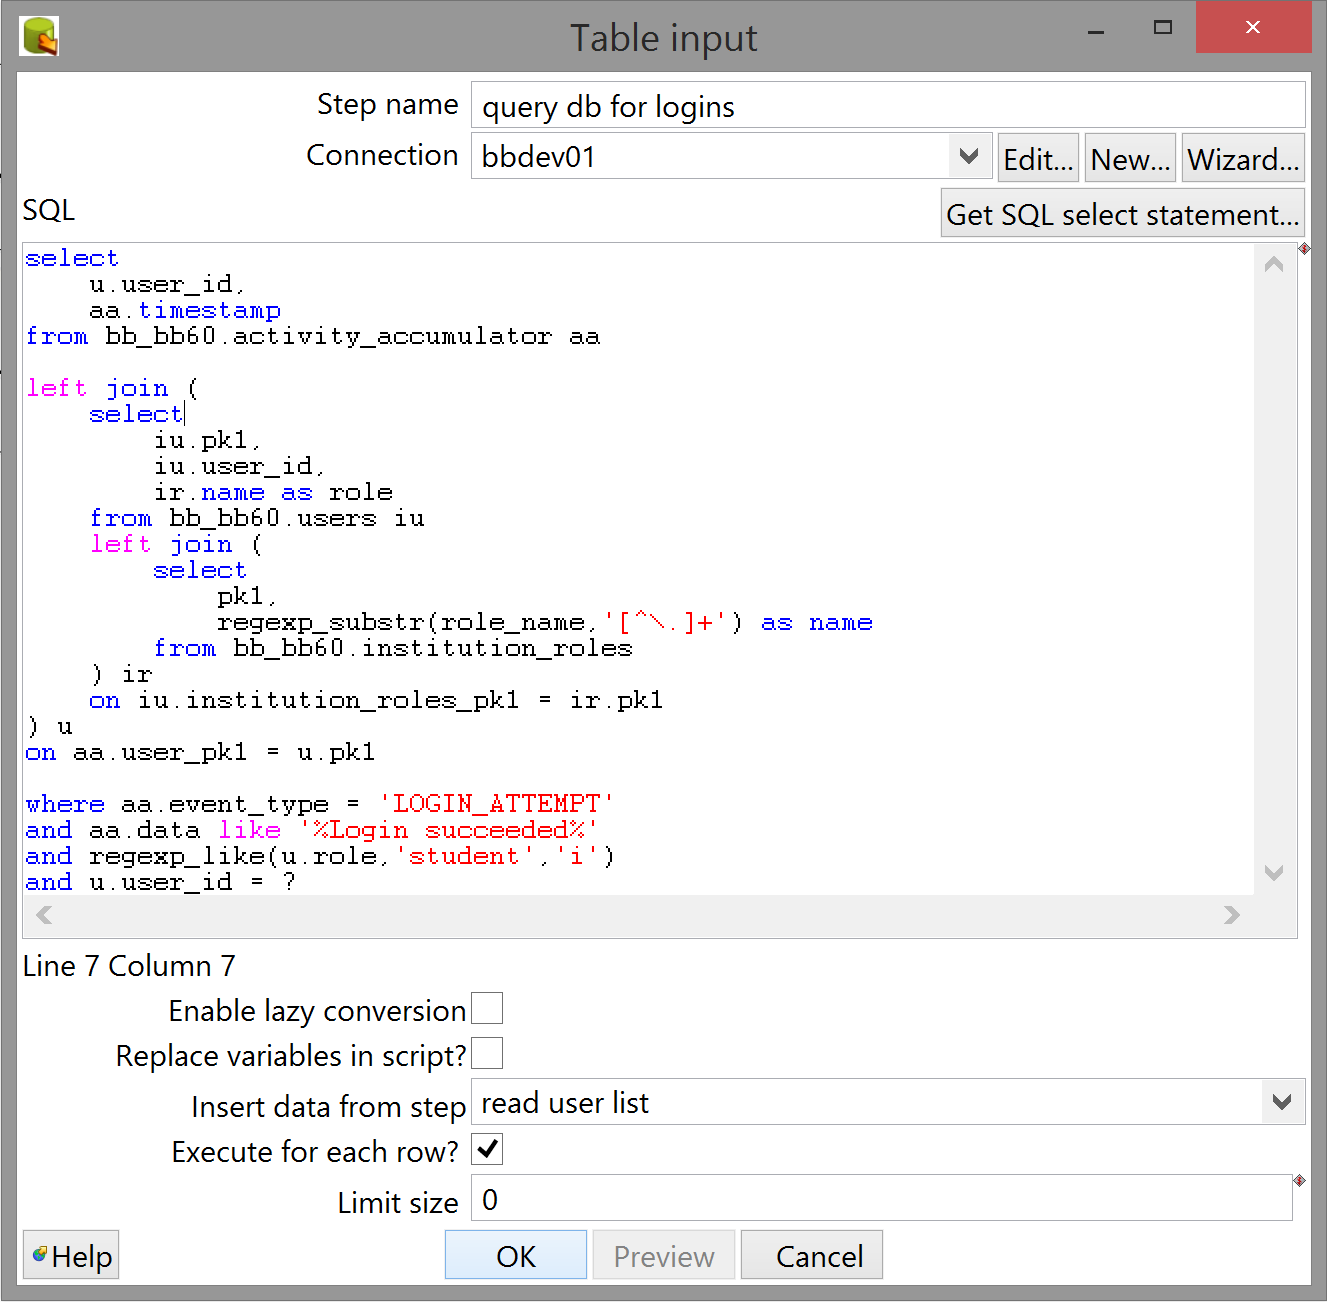 Table input
Step name query db for logins
Connection bbdev01 Edit... New... Wizard...
SQL Get SQL select statement...
select
    u.user_id,
    aa.timestamp
from bb_bb60.activity_accumulator aa
left join (
    select
        iu.pk1,
        iu.user_id,
        ir.name as role
    from bb_bb60.users iu
    left join (
        select
            pk1,
            regexp_substr(role_name,'[^\.]+') as name
        from bb_bb60.institution_roles
    ) ir
    on iu.institution_roles_pk1 = ir.pk1
) u
on aa.user_pk1 = u.pk1
where aa.event_type = 'LOGIN_ATTEMPT'
and aa.data like '%Login succeeded%'
and regexp_like(u.role,'student','i')
and u.user_id = ?
Line 7 Column 7
Enable lazy conversion
Replace variables in script?
Insert data from step read user list
Execute for each row?
Limit size 0
Help OK Preview Cancel